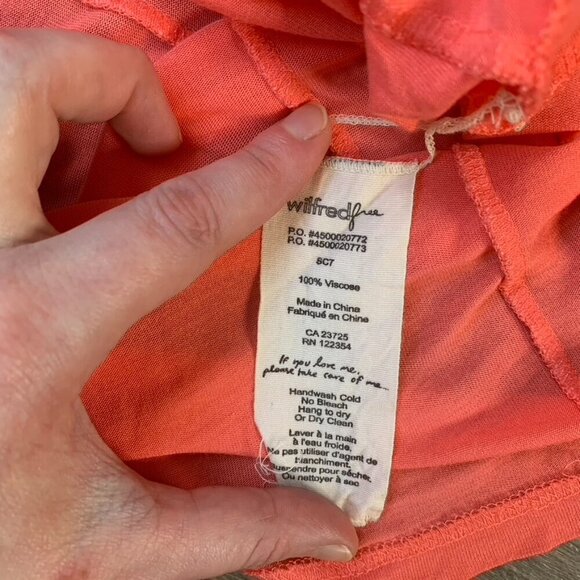 wilfredfree
P.O. #4500020772
P.O. #4500020773
SC7
100% Viscose
Made in China
Fabriqué en Chine
CA 23725
RN 122354
If you love me,
please take care of me...
Handwash Cold
No Bleach
Hang to dry
Or Dry Clean
Laver à la main
à l'eau froide.
Ne pas utiliser d'agent de
blanchiment.
Suspendre pour sécher.
Ou nettoyer à sec